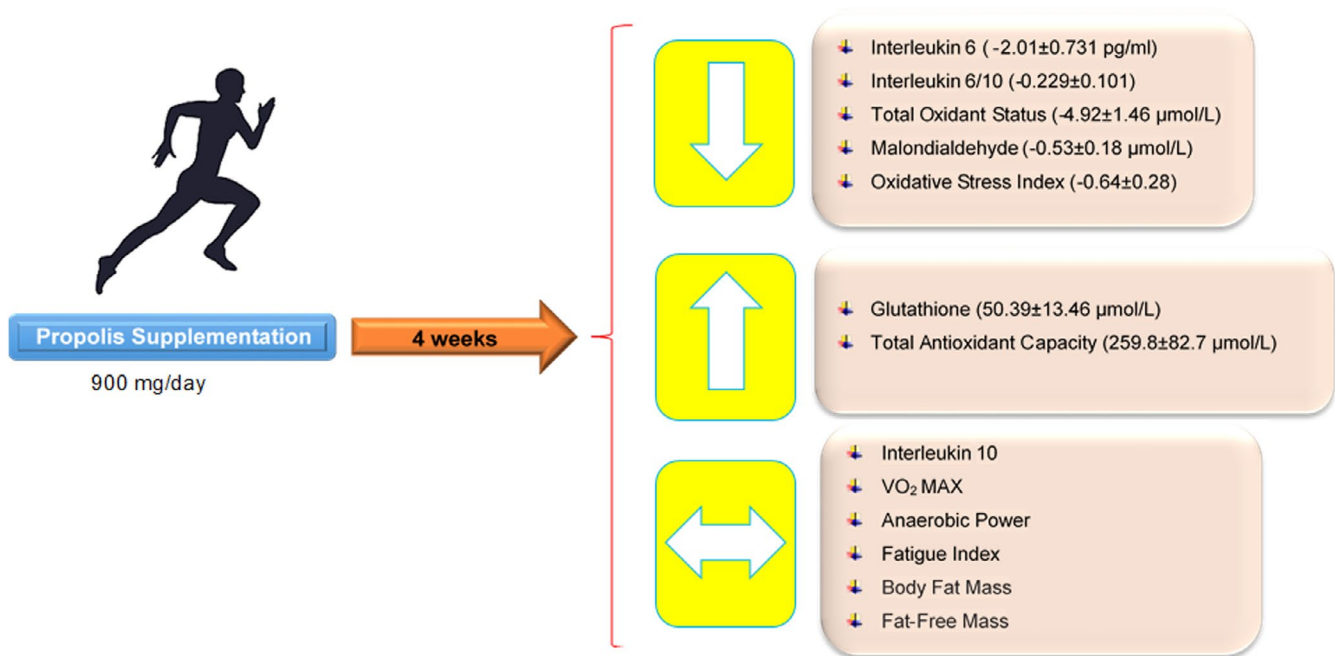 Propolis Supplementation
900 mg/day
4 weeks
Interleukin 6 ( -2.01±0.731 pg/ml)
Interleukin 6/10 (-0.229±0.101)
Total Oxidant Status (-4.92±1.46 µmol/L)
Malondialdehyde (-0.53±0.18 µmol/L)
Oxidative Stress Index (-0.64±0.28)
Glutathione (50.39±13.46 µmol/L)
Total Antioxidant Capacity (259.8±82.7 µmol/L)
Interleukin 10
VO₂ MAX
Anaerobic Power
Fatigue Index
Body Fat Mass
Fat-Free Mass